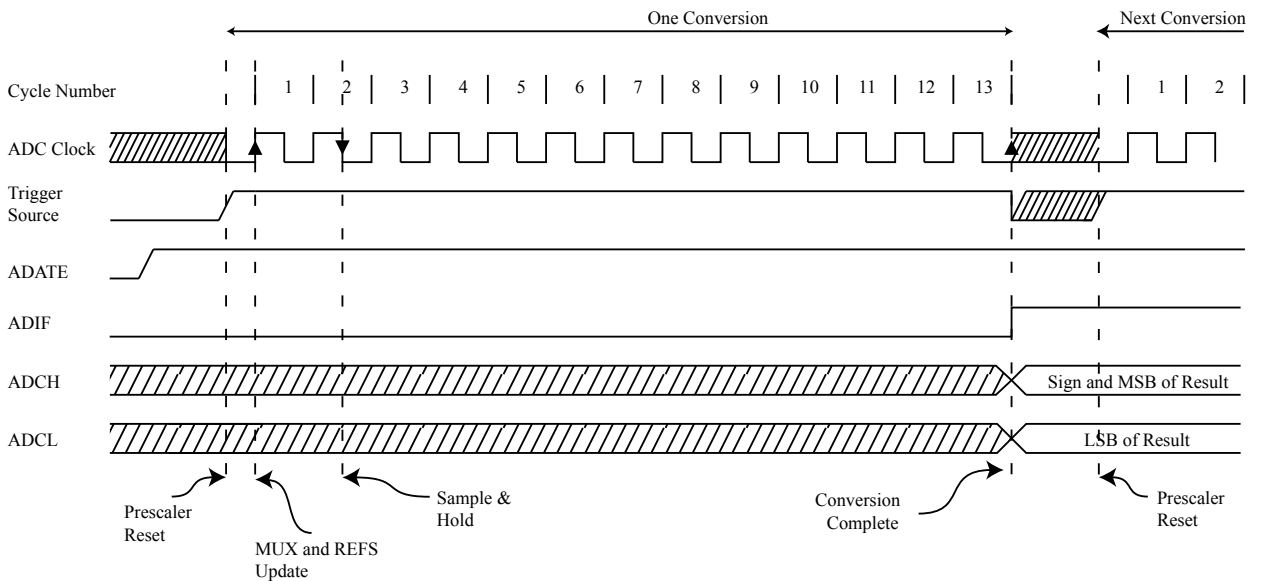 One Conversion
Next Conversion
Cycle Number
1 2 3 4 5 6 7 8 9 10 11 12 13 1 2
ADC Clock
Trigger
Source
ADATE
ADIF
ADCH
Sign and MSB of Result
ADCL
LSB of Result
Prescaler
Reset
MUX and REFS
Update
Sample &
Hold
Conversion
Complete
Prescaler
Reset